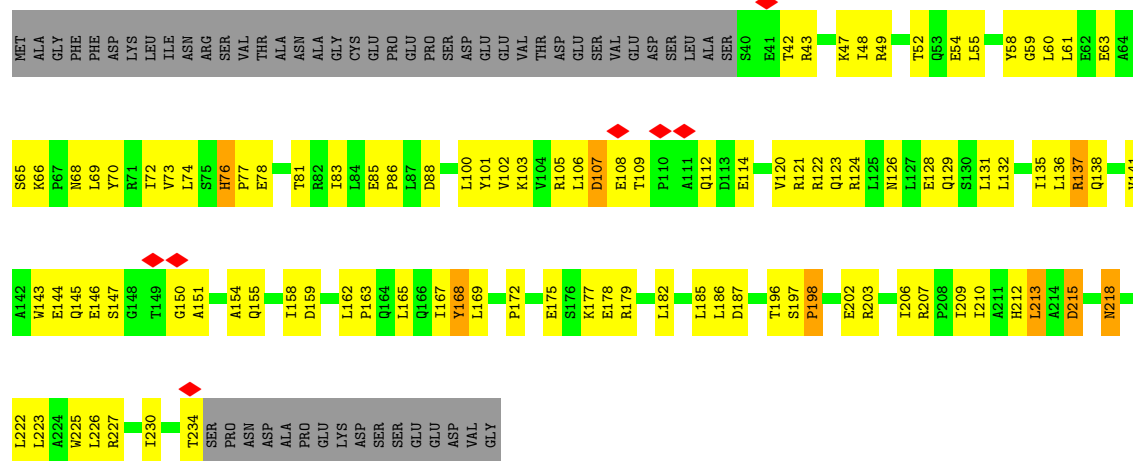 MET ALA GLY PHE PHE ASP LYS LEU ILE ASN ARG SER VAL THR ALA ASN ALA GLY CYS GLU PRO GLU PRO SER ASP GLU GLU VAL THR ASP GLU SER VAL GLU ASP SER LEU ALA SER S40 E41 T42 R43 K47 I48 R49 T52 Q53 E54 L55 Y58 G59 L60 L61 E62 E63 A64
S65 K66 P67 N68 L69 Y70 R71 I72 V73 L74 S75 H76 P77 E78 T81 R82 I83 L84 E85 P86 L87 D88 L100 Y101 V102 K103 V104 R105 L106 D107 E108 T109 P110 A111 Q112 D113 E114 V120 R121 R122 Q123 R124 L125 N126 L127 E128 Q129 S130 L131 L132 I135 L136 R137 Q138
A142 W143 E144 Q145 E146 S147 G148 T149 G150 A151 A154 Q155 I158 D159 L162 P163 Q164 L165 Q166 I167 Y168 L169 P172 E175 S176 K177 E178 R179 L182 L185 L186 D187 T196 S197 P198 E202 R203 I206 R207 P208 I209 I210 A211 H212 L213 A214 D215 N218
L222 L223 A224 W225 L226 R227 I230 T234 SER PRO ASN ASP ALA PRO GLU LYS ASP SER SER GLU GLU ASP VAL GLY